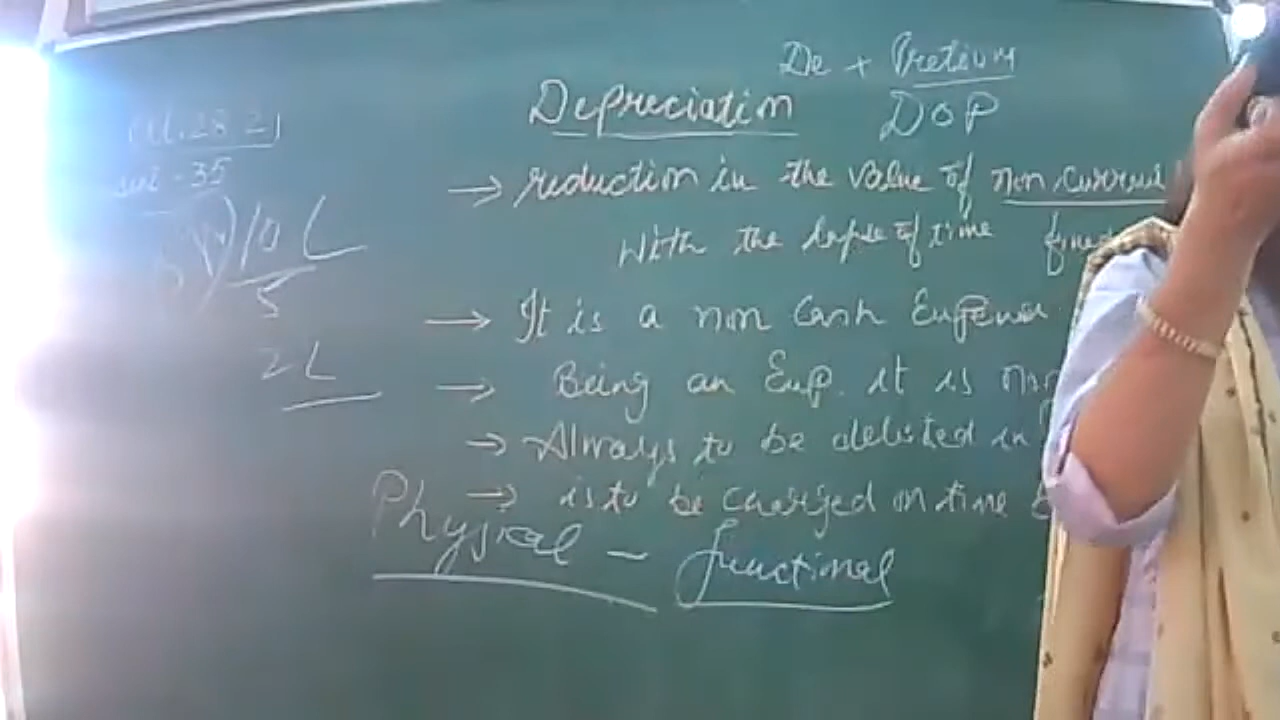 De + Pretium
Depreciation DOP
→ reduction in the value of non current
with the lapse of time
→ It is a non cash Expense
→ Being an Exp. it is
→ Always to be debited in
→ is to be charged on time
Physical – functional
10 L
5
2 L
- 35